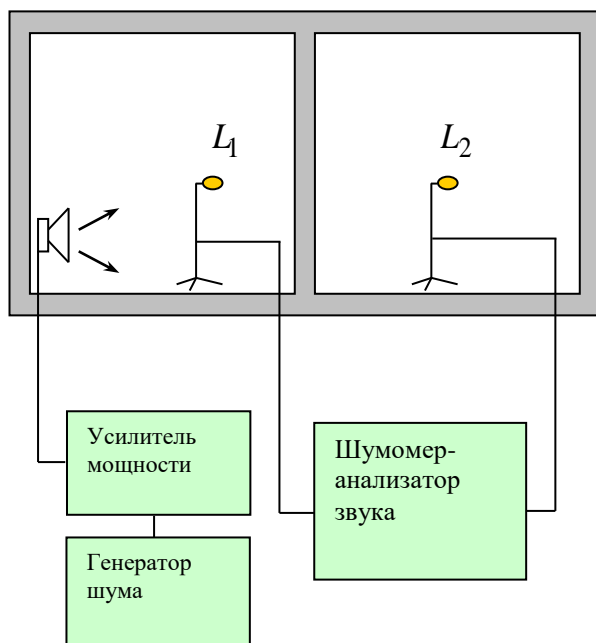 L₁
L₂
Усилитель
мощности
Шумомер-
анализатор
звука
Генератор
шума